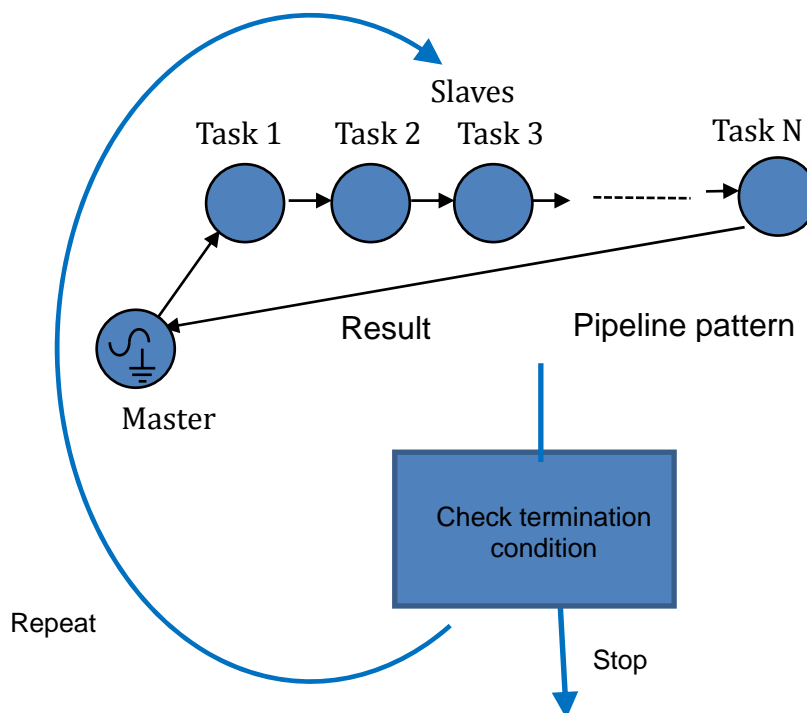 Slaves
Task 1 Task 2 Task 3 Task N
Result Pipeline pattern
Master
Check termination
condition
Repeat
Stop